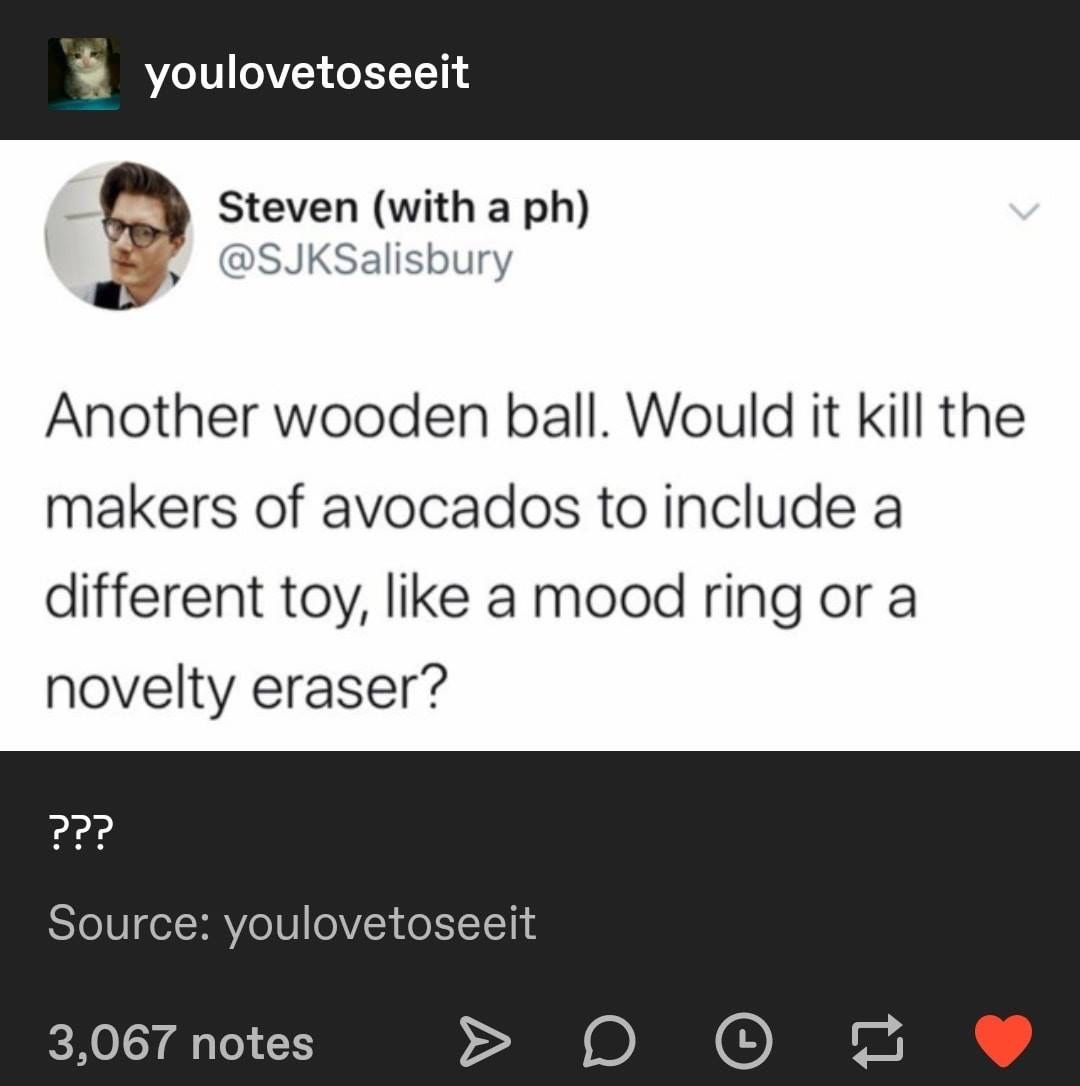 youlovetoseeit
Steven (with a ph)
@SJKSalisbury
Another wooden ball. Would it kill the
makers of avocados to include a
different toy, like a mood ring or a
novelty eraser?
???
Source: youlovetoseeit
3,067 notes